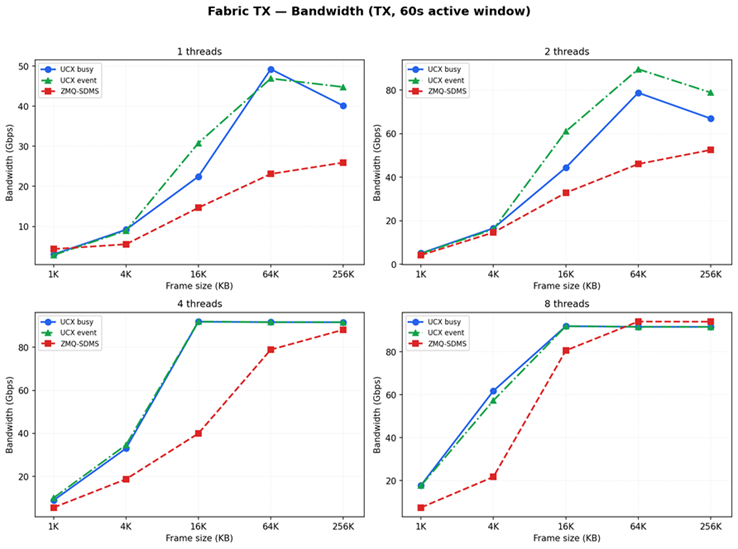 Fabric TX — Bandwidth (TX, 60s active window)
1 threads
Bandwidth (Gbps)
50
40
30
20
10
UCX busy
UCX event
ZMQ-SDMS
1K
4K
16K
64K
256K
Frame size (KB)
2 threads
Bandwidth (Gbps)
80
60
40
20
0
UCX busy
UCX event
ZMQ-SDMS
1K
4K
16K
64K
256K
Frame size (KB)
4 threads
Bandwidth (Gbps)
80
60
40
20
UCX busy
UCX event
ZMQ-SDMS
1K
4K
16K
64K
256K
Frame size (KB)
8 threads
Bandwidth (Gbps)
80
60
40
20
UCX busy
UCX event
ZMQ-SDMS
1K
4K
16K
64K
256K
Frame size (KB)